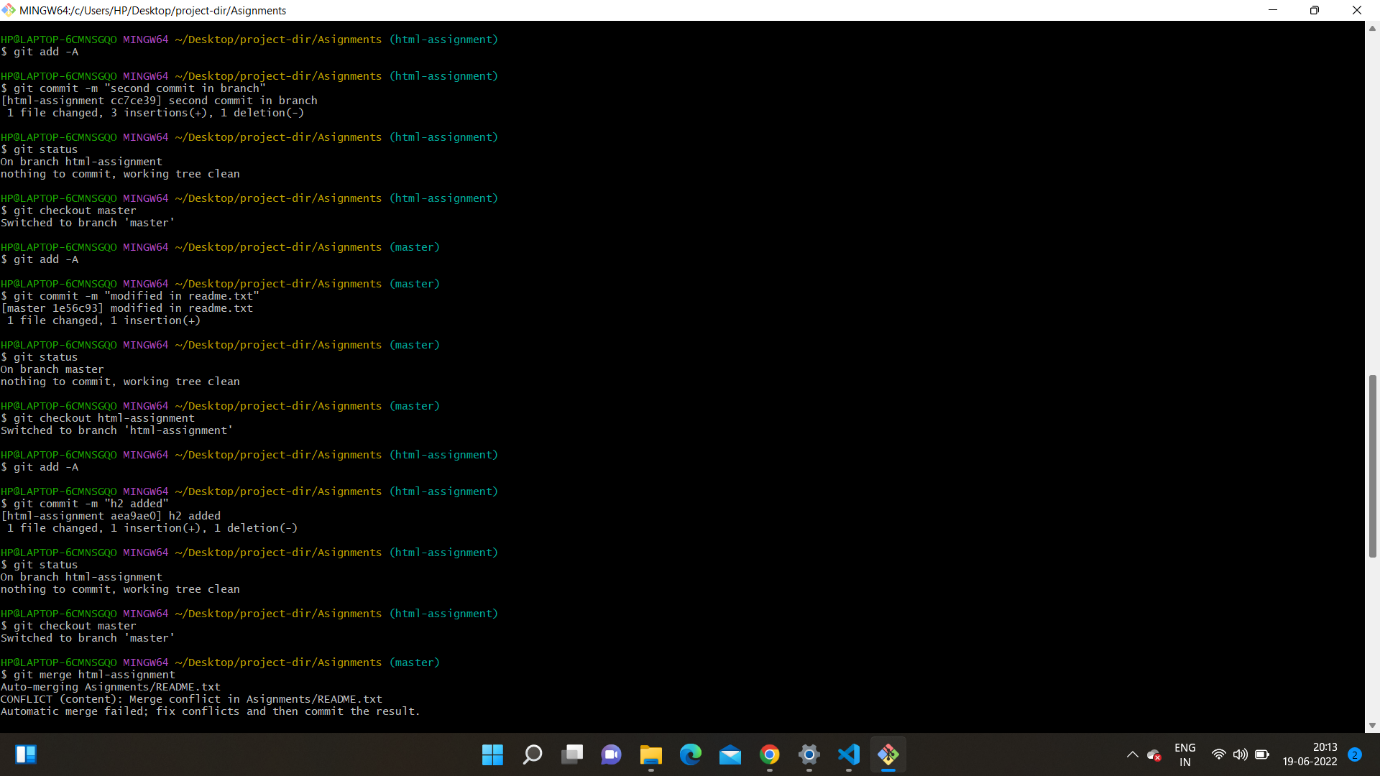 MINGW64:/c/Users/HP/Desktop/project-dir/Asignments
HP@LAPTOP-6CMNSGQO MINGW64 ~/Desktop/project-dir/Asignments (html-assignment)
$ git add -A
HP@LAPTOP-6CMNSGQO MINGW64 ~/Desktop/project-dir/Asignments (html-assignment)
$ git commit -m "second commit in branch"
[html-assignment cc7ce39] second commit in branch
1 file changed, 3 insertions(+), 1 deletion(-)
HP@LAPTOP-6CMNSGQO MINGW64 ~/Desktop/project-dir/Asignments (html-assignment)
$ git status
On branch html-assignment
nothing to commit, working tree clean
HP@LAPTOP-6CMNSGQO MINGW64 ~/Desktop/project-dir/Asignments (html-assignment)
$ git checkout master
Switched to branch 'master'
HP@LAPTOP-6CMNSGQO MINGW64 ~/Desktop/project-dir/Asignments (master)
$ git add -A
HP@LAPTOP-6CMNSGQO MINGW64 ~/Desktop/project-dir/Asignments (master)
$ git commit -m "modified in readme.txt"
[master 1e56c93] modified in readme.txt
1 file changed, 1 insertion(+)
HP@LAPTOP-6CMNSGQO MINGW64 ~/Desktop/project-dir/Asignments (master)
$ git status
On branch master
nothing to commit, working tree clean
HP@LAPTOP-6CMNSGQO MINGW64 ~/Desktop/project-dir/Asignments (master)
$ git checkout html-assignment
Switched to branch 'html-assignment'
HP@LAPTOP-6CMNSGQO MINGW64 ~/Desktop/project-dir/Asignments (html-assignment)
$ git add -A
HP@LAPTOP-6CMNSGQO MINGW64 ~/Desktop/project-dir/Asignments (html-assignment)
$ git commit -m "h2 added"
[html-assignment aea9ae0] h2 added
1 file changed, 1 insertion(+), 1 deletion(-)
HP@LAPTOP-6CMNSGQO MINGW64 ~/Desktop/project-dir/Asignments (html-assignment)
$ git status
On branch html-assignment
nothing to commit, working tree clean
HP@LAPTOP-6CMNSGQO MINGW64 ~/Desktop/project-dir/Asignments (html-assignment)
$ git checkout master
Switched to branch 'master'
HP@LAPTOP-6CMNSGQO MINGW64 ~/Desktop/project-dir/Asignments (master)
$ git merge html-assignment
Auto-merging Asignments/README.txt
CONFLICT (content): Merge conflict in Asignments/README.txt
Automatic merge failed; fix conflicts and then commit the result.
ENG
IN
20:13
19-06-2022
2